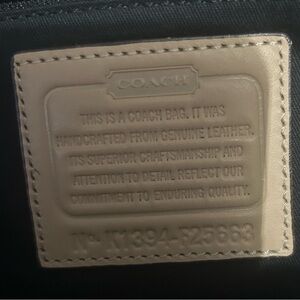 COACH
THIS IS A COACH BAG. IT WAS
HANDCRAFTED FROM GENUINE LEATHER.
ITS SUPERIOR CRAFTSMANSHIP AND
ATTENTION TO DETAIL REFLECT OUR
COMMITMENT TO ENDURING QUALITY.
No K1394-F25663